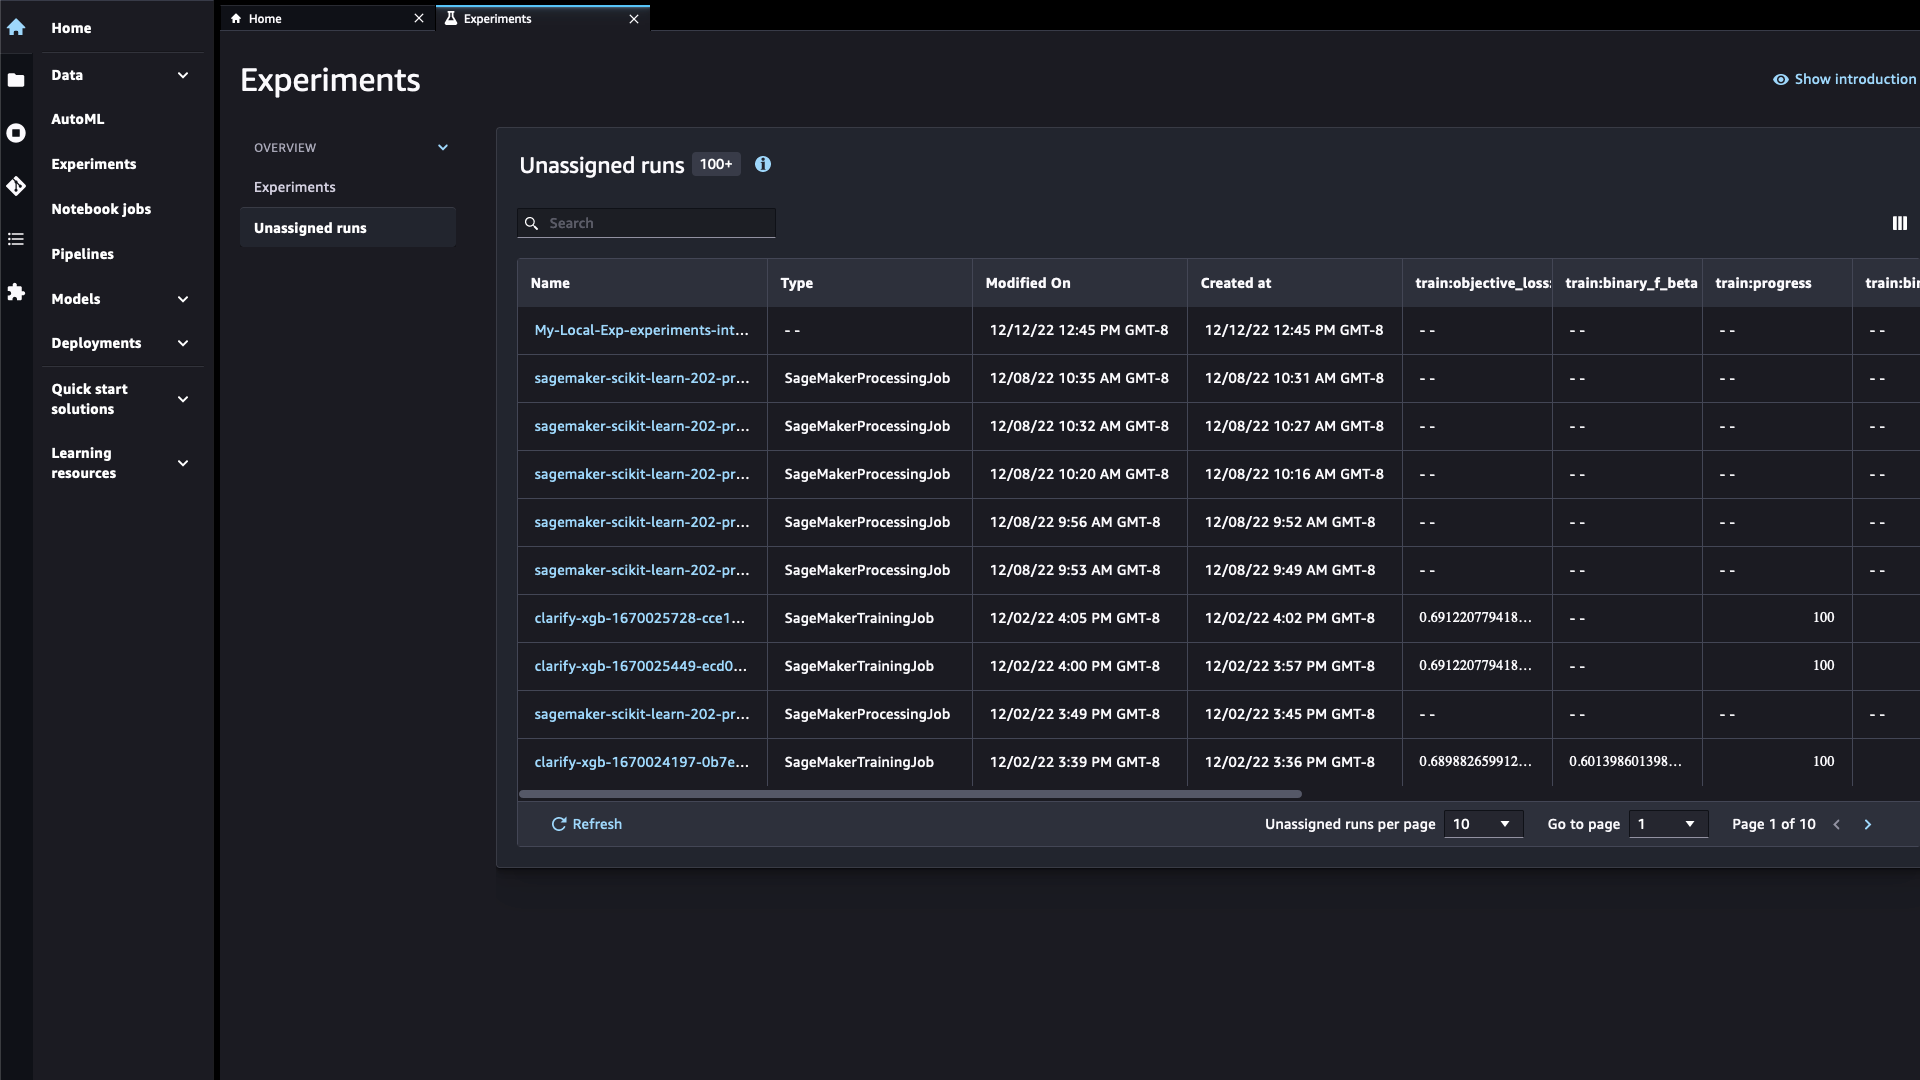 Home
Experiments
Home
Data
AutoML
Experiments
Notebook jobs
Pipelines
Models
Deployments
Quick start
solutions
Learning
resources
Experiments
Show introduction
OVERVIEW
Experiments
Unassigned runs
Unassigned runs 100+
Search
Name Type Modified On Created at train:objective_loss: train:binary_f_beta train:progress train:bin
My-Local-Exp-experiments-int... - - 12/12/22 12:45 PM GMT-8 12/12/22 12:45 PM GMT-8 - - - - - - - -
sagemaker-scikit-learn-202-pr... SageMakerProcessingJob 12/08/22 10:35 AM GMT-8 12/08/22 10:31 AM GMT-8 - - - - - - - -
sagemaker-scikit-learn-202-pr... SageMakerProcessingJob 12/08/22 10:32 AM GMT-8 12/08/22 10:27 AM GMT-8 - - - - - - - -
sagemaker-scikit-learn-202-pr... SageMakerProcessingJob 12/08/22 10:20 AM GMT-8 12/08/22 10:16 AM GMT-8 - - - - - - - -
sagemaker-scikit-learn-202-pr... SageMakerProcessingJob 12/08/22 9:56 AM GMT-8 12/08/22 9:52 AM GMT-8 - - - - - - - -
sagemaker-scikit-learn-202-pr... SageMakerProcessingJob 12/08/22 9:53 AM GMT-8 12/08/22 9:49 AM GMT-8 - - - - - - - -
clarify-xgb-1670025728-cce1... SageMakerTrainingJob 12/02/22 4:05 PM GMT-8 12/02/22 4:02 PM GMT-8 0.691220779418... - - 100
clarify-xgb-1670025449-ecd0... SageMakerTrainingJob 12/02/22 4:00 PM GMT-8 12/02/22 3:57 PM GMT-8 0.691220779418... - - 100
sagemaker-scikit-learn-202-pr... SageMakerProcessingJob 12/02/22 3:49 PM GMT-8 12/02/22 3:45 PM GMT-8 - - - - - - - -
clarify-xgb-1670024197-0b7e... SageMakerTrainingJob 12/02/22 3:39 PM GMT-8 12/02/22 3:36 PM GMT-8 0.689882659912... 0.601398601398... 100
Refresh Unassigned runs per page 10 Go to page 1 Page 1 of 10